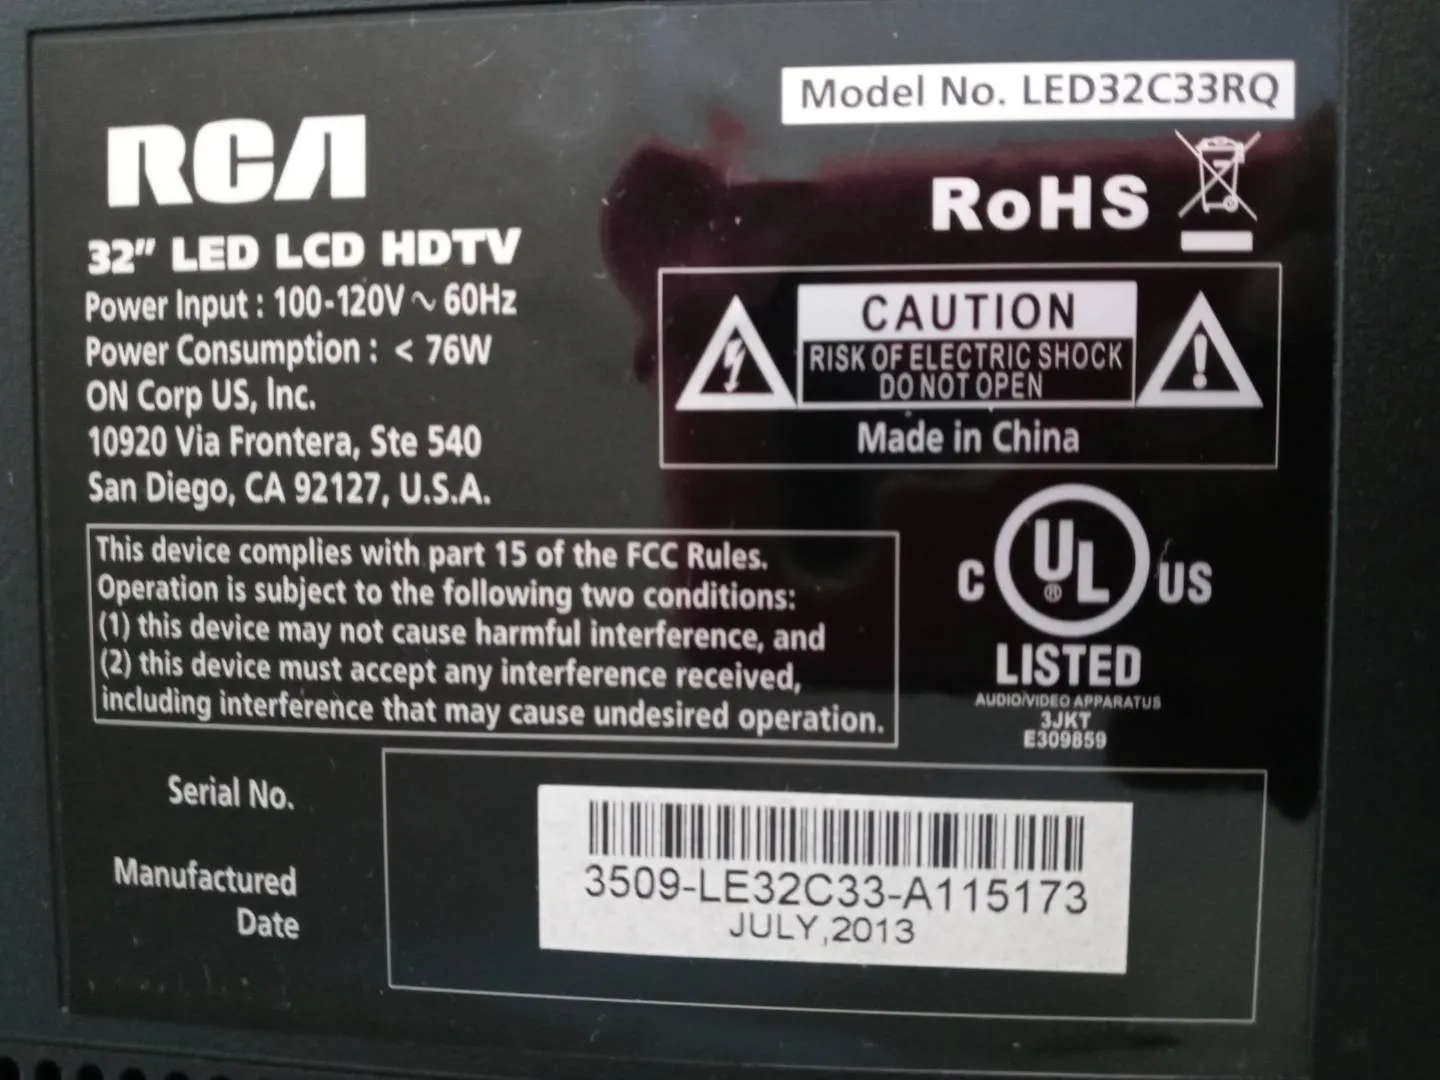 Model No. LED32C33RQ
RCA
RoHS
32" LED LCD HDTV
Power Input : 100-120V ~ 60Hz
Power Consumption : < 76W
ON Corp US, Inc.
10920 Via Frontera, Ste 540
San Diego, CA 92127, U.S.A.
CAUTION
RISK OF ELECTRIC SHOCK
DO NOT OPEN
Made in China
This device complies with part 15 of the FCC Rules.
Operation is subject to the following two conditions:
(1) this device may not cause harmful interference, and
(2) this device must accept any interference received,
including interference that may cause undesired operation.
C UL ® US
LISTED
AUDIO/VIDEO APPARATUS
3JKT
E309859
Serial No.
3509-LE32C33-A115173
Manufactured
Date
JULY,2013